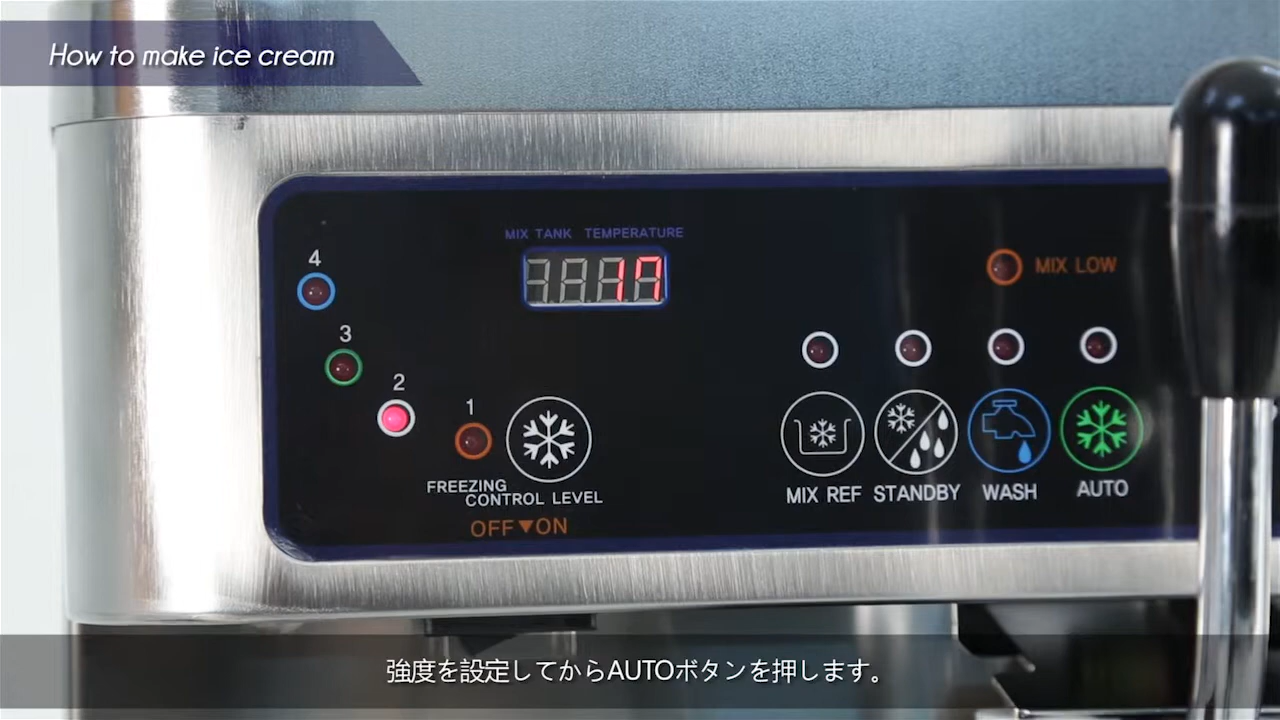 How to make ice cream
MIX TANK TEMPERATURE
17
4
3
2
1
MIX LOW
FREEZING
CONTROL LEVEL
OFF▼ON
MIX REF
STANDBY
WASH
AUTO
強度を設定してからAUTOボタンを押します。